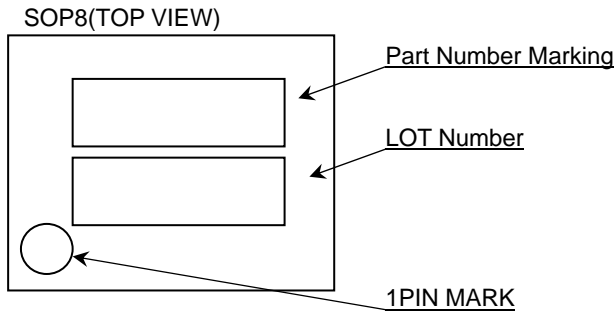 SOP8(TOP VIEW)
Part Number Marking
LOT Number
1PIN MARK